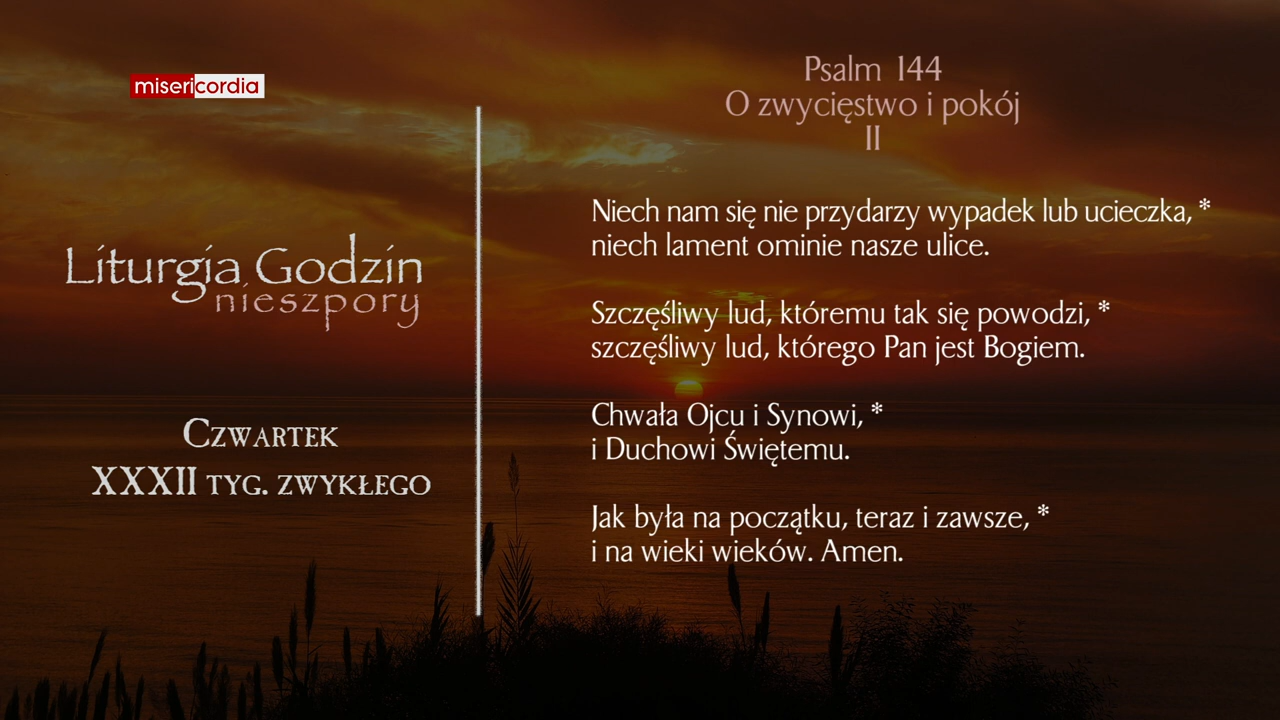 misericordia
Liturgia Godzin
nieszpory
Czwartek
XXXII tyg. zwykłego
Psalm 144
O zwycięstwo i pokój
II
Niech nam się nie przydarzy wypadek lub ucieczka, *
niech lament ominie nasze ulice.
Szczęśliwy lud, któremu tak się powodzi, *
szczęśliwy lud, którego Pan jest Bogiem.
Chwała Ojcu i Synowi, *
i Duchowi Świętemu.
Jak była na początku, teraz i zawsze, *
i na wieki wieków. Amen.